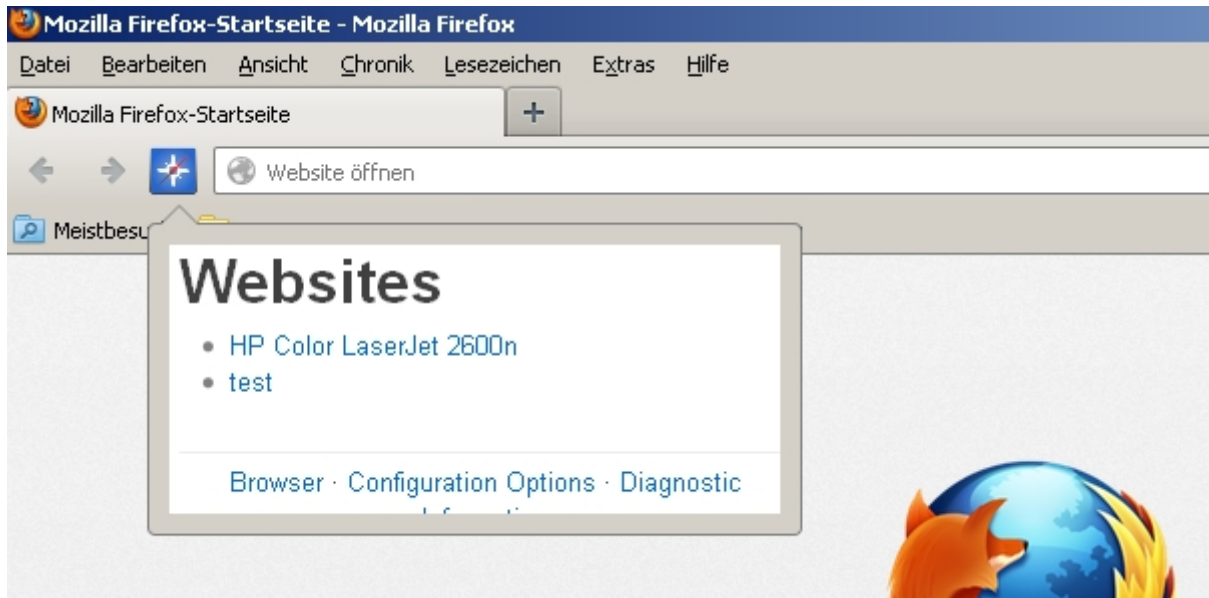 Mozilla Firefox-Startseite - Mozilla Firefox
Datei Bearbeiten Ansicht Chronik Lesezeichen Extras Hilfe
Mozilla Firefox-Startseite +
Website öffnen
Websites
HP Color LaserJet 2600n
test
Browser · Configuration Options · Diagnostic